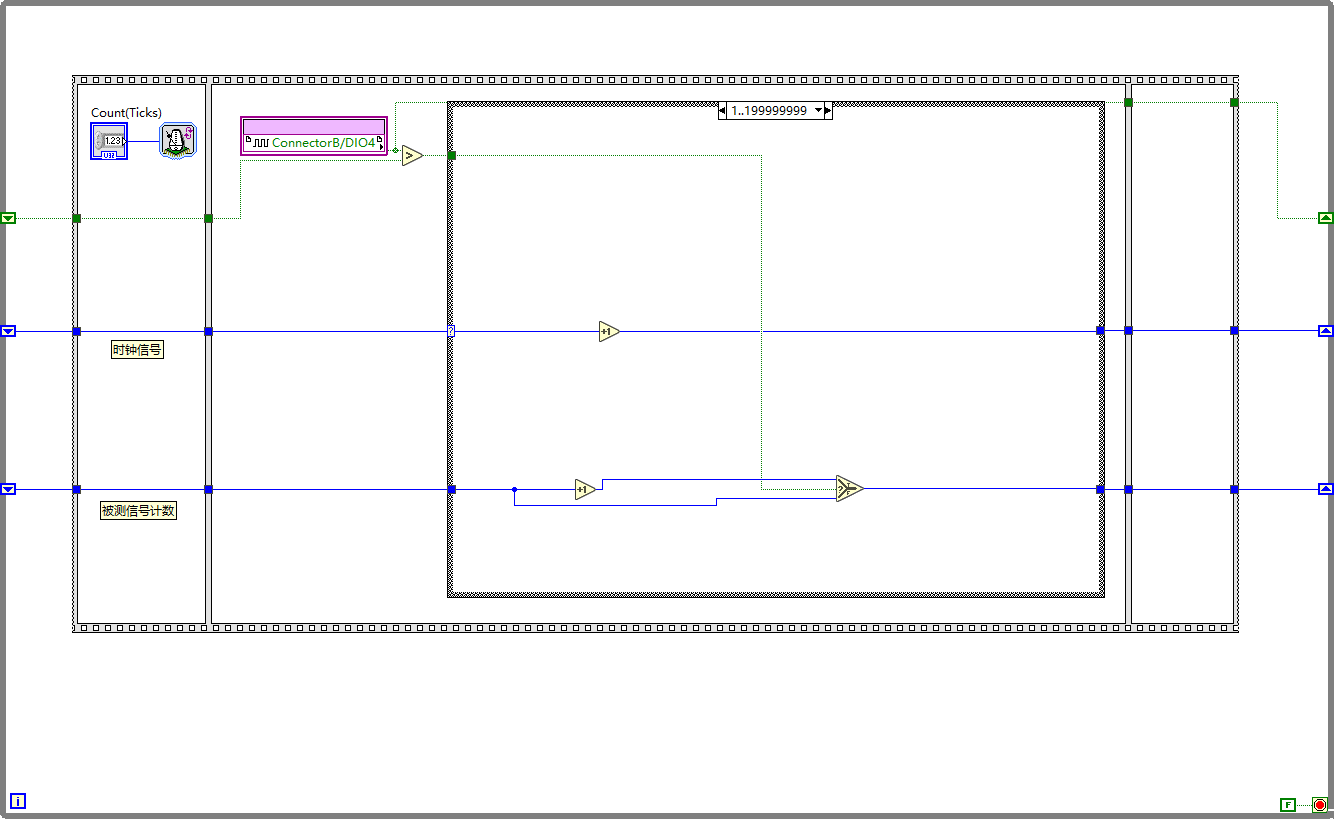 Count(Ticks)
1.23
U32
ConnectorB/DIO4
>
1..199999999
?
+1
时钟信号
+1
?
T
F
被测信号计数
i
F